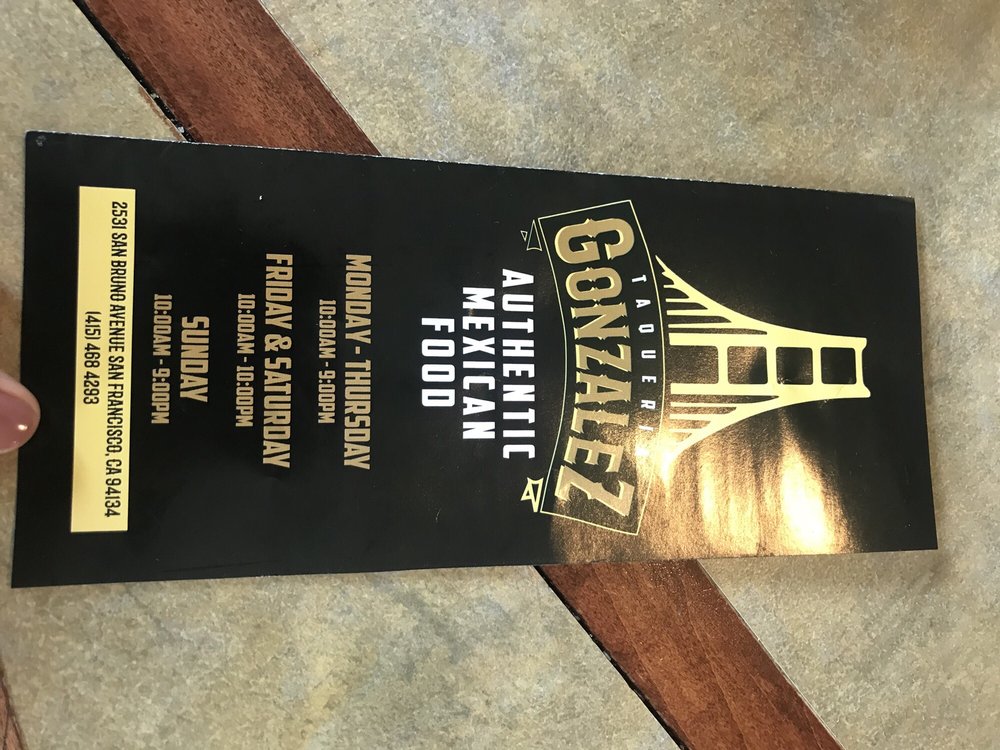 TAQUERIA
GONZALEZ
AUTHENTIC
MEXICAN
FOOD
MONDAY - THURSDAY
10:00AM - 9:00PM
FRIDAY & SATURDAY
10:00AM - 10:00PM
SUNDAY
10:00AM - 9:00PM
2531 SAN BRUNO AVENUE SAN FRANCISCO, CA 94134
(415) 468 4293